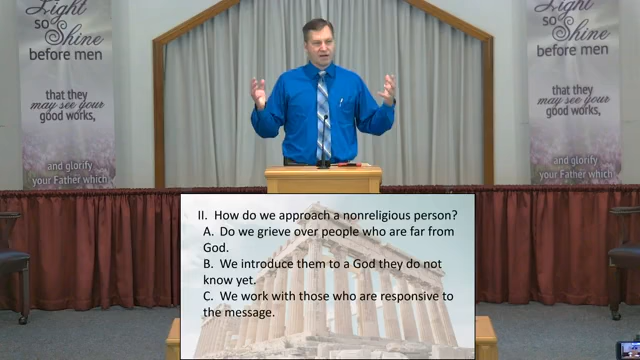 Light
so
Shine
before men
that they
may see your
good works,
and glorify
your Father which
Light
so
Shine
before men
that they
may see your
good works,
and glorify
your Father which
II. How do we approach a nonreligious person?
A. Do we grieve over people who are far from
God.
B. We introduce them to a God they do not
know yet.
C. We work with those who are responsive to
the message.